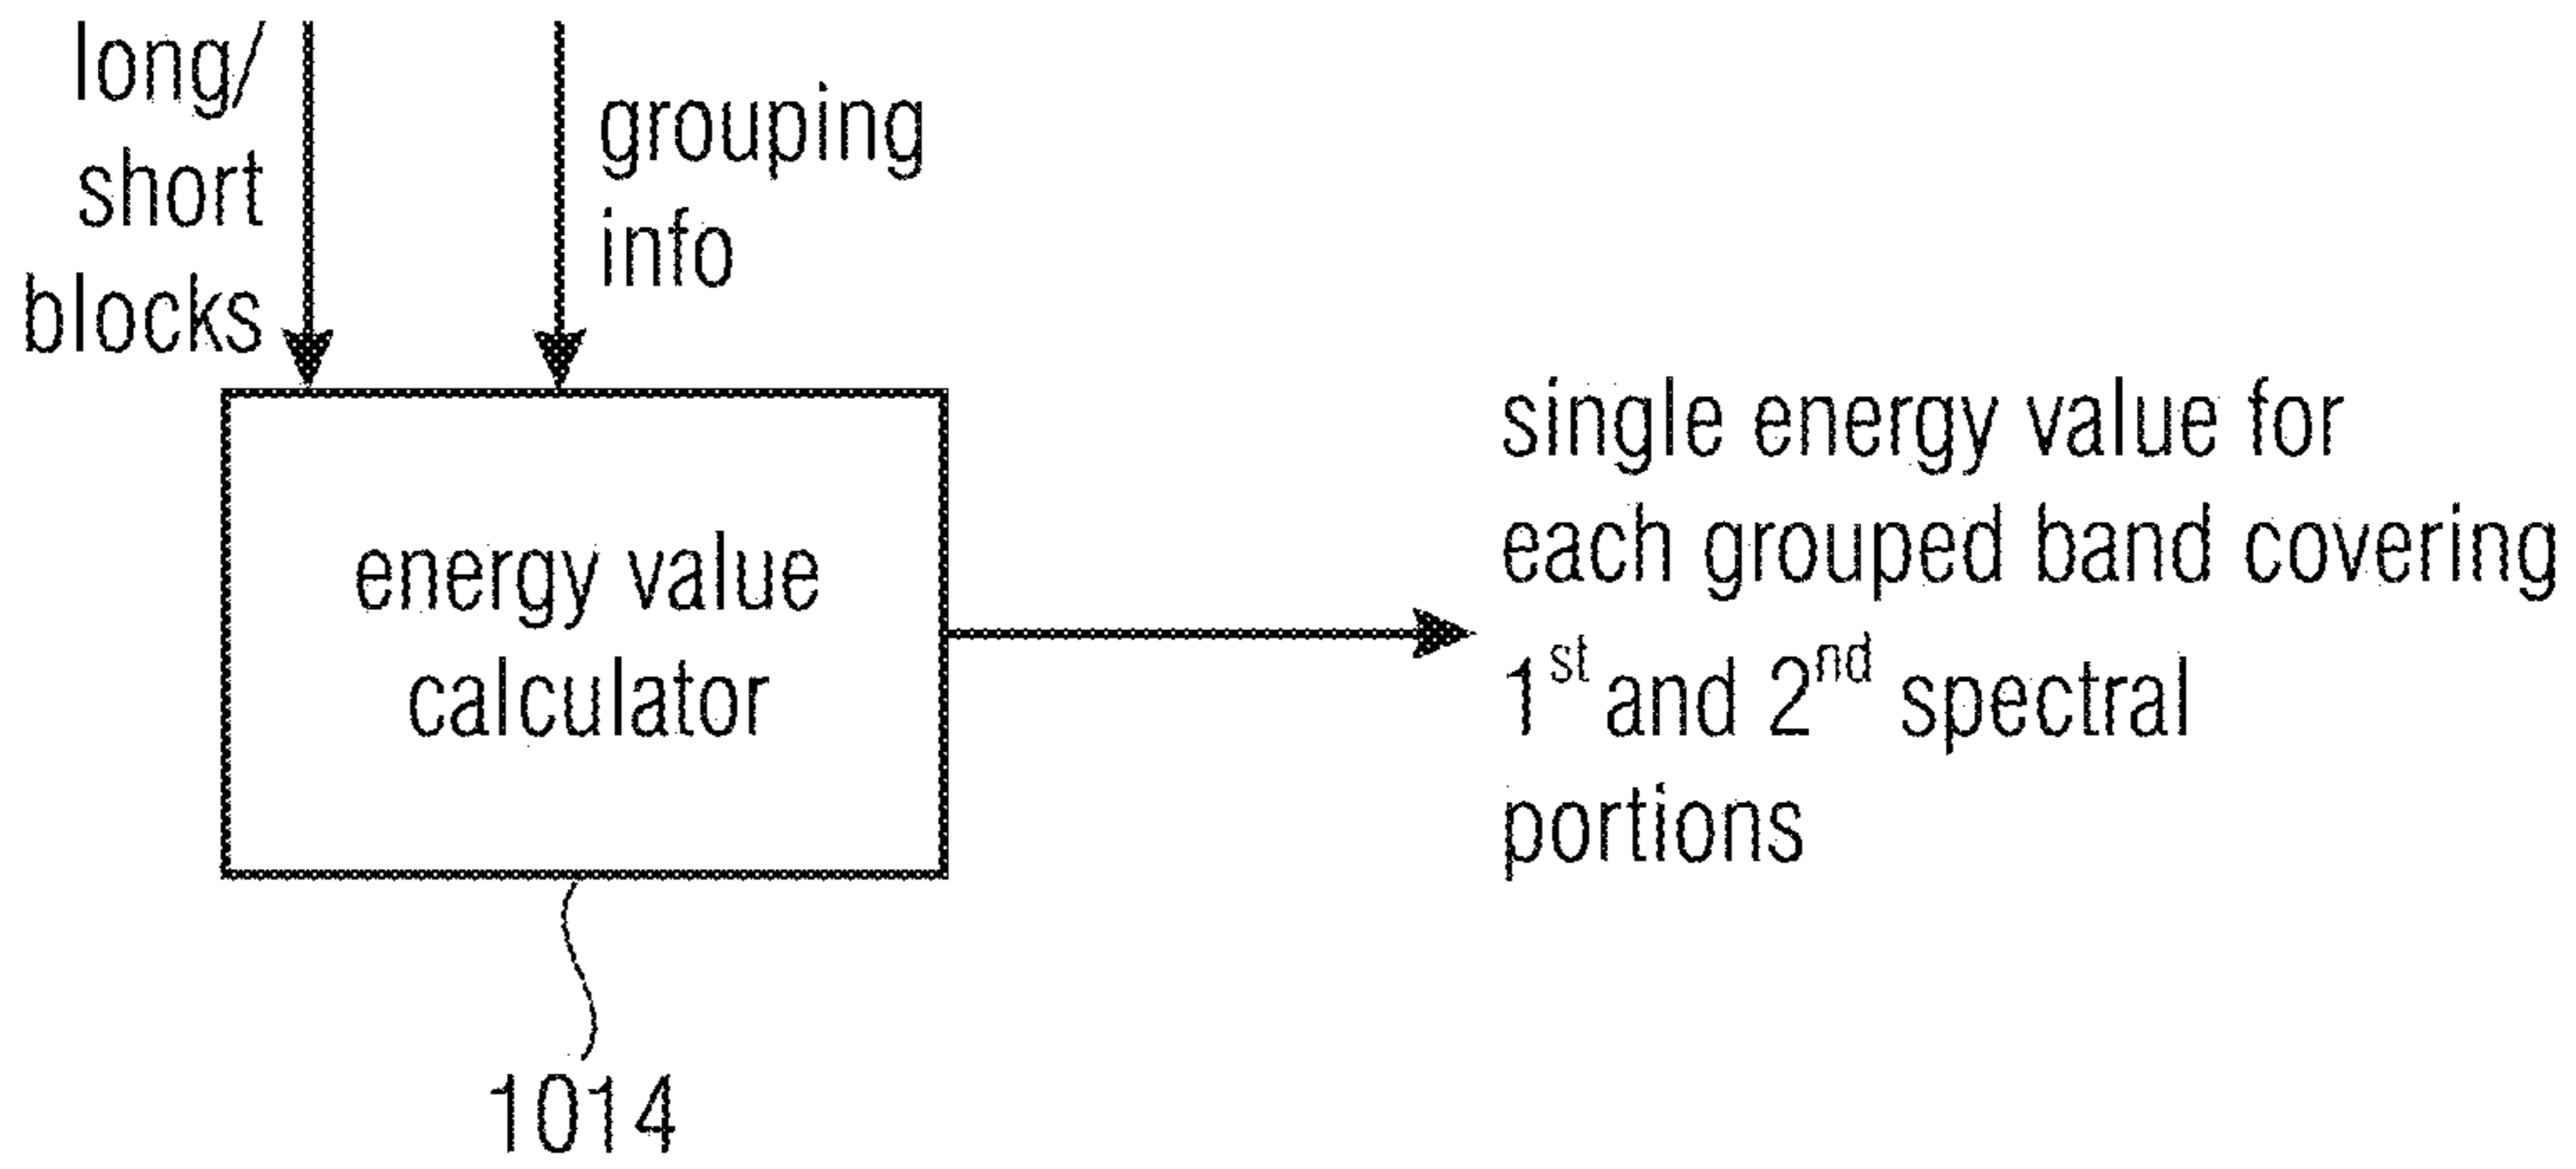 long/
short
blocks
grouping
info
energy value
calculator
single energy value for
each grouped band covering
1st and 2nd spectral
portions
1014